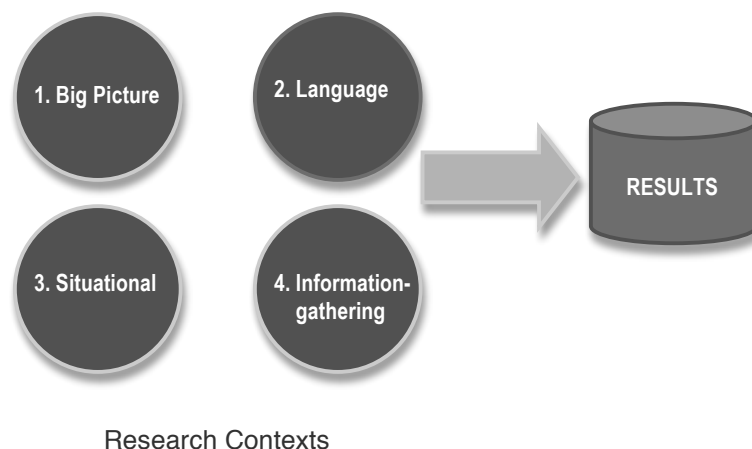 1. Big Picture
2. Language
RESULTS
3. Situational
4. Information-
gathering
Research Contexts